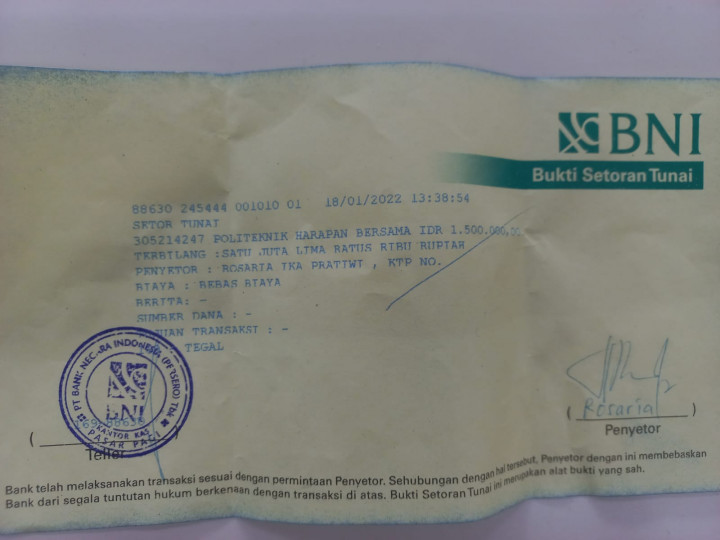 BNI
Bukti Setoran Tunai
88630 245444 001010 01 18/01/2022 13:38:54
SETOR TUNAI
305214247 POLITEKNIK HARAPAN BERSAMA IDR 1.500.000,00
TERBILANG :SATU JUTA LIMA RATUS RIBU RUPIAH
PENYETOR : ROSARIA IKA PRATIWI , KTP NO.
BIAYA : BEBAS BIAYA
BERITA: -
SUMBER DANA : -
JUAN TRANSAKSI : -
TEGAL
PT BANK NEGARA INDONESIA (PERSERO) Tbk
BNI
KANTOR KAS
PASAR PAGI
( )
Teller
( Rosaria )
Penyetor
Bank telah melaksanakan transaksi sesuai dengan permintaan Penyetor. Sehubungan dengan hal tersebut, Penyetor dengan ini membebaskan
Bank dari segala tuntutan hukum berkenaan dengan transaksi di atas. Bukti Setoran Tunai ini merupakan alat bukti yang sah.